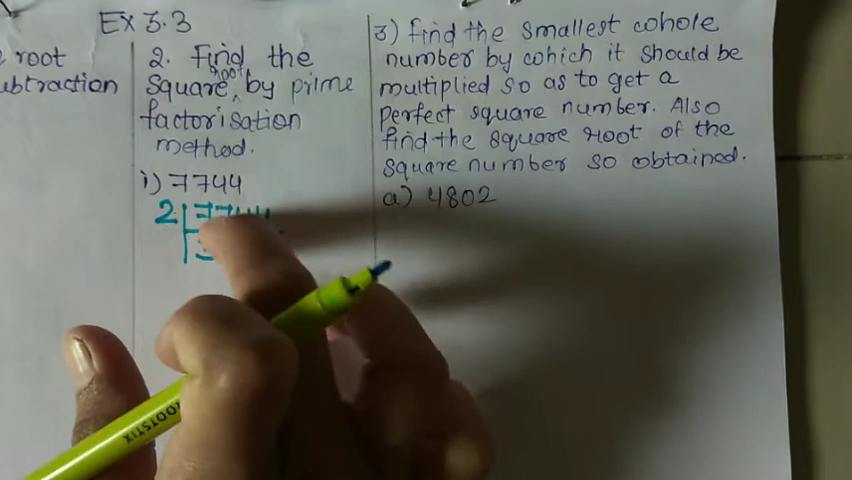 Ex 3.3
root
ubtraction
2. Find the
square root by prime
factorisation
method.
i) 7744
2 7744
3) Find the smallest whole
number by which it should be
multiplied so as to get a
perfect square number. Also
find the square root of the
square number so obtained.
a) 4802
ROOTSTIX